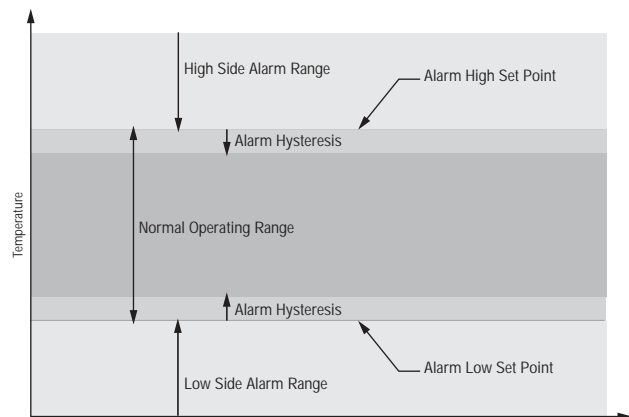 High Side Alarm Range
Alarm High Set Point
Alarm Hysteresis
Temperature
Normal Operating Range
Alarm Hysteresis
Alarm Low Set Point
Low Side Alarm Range